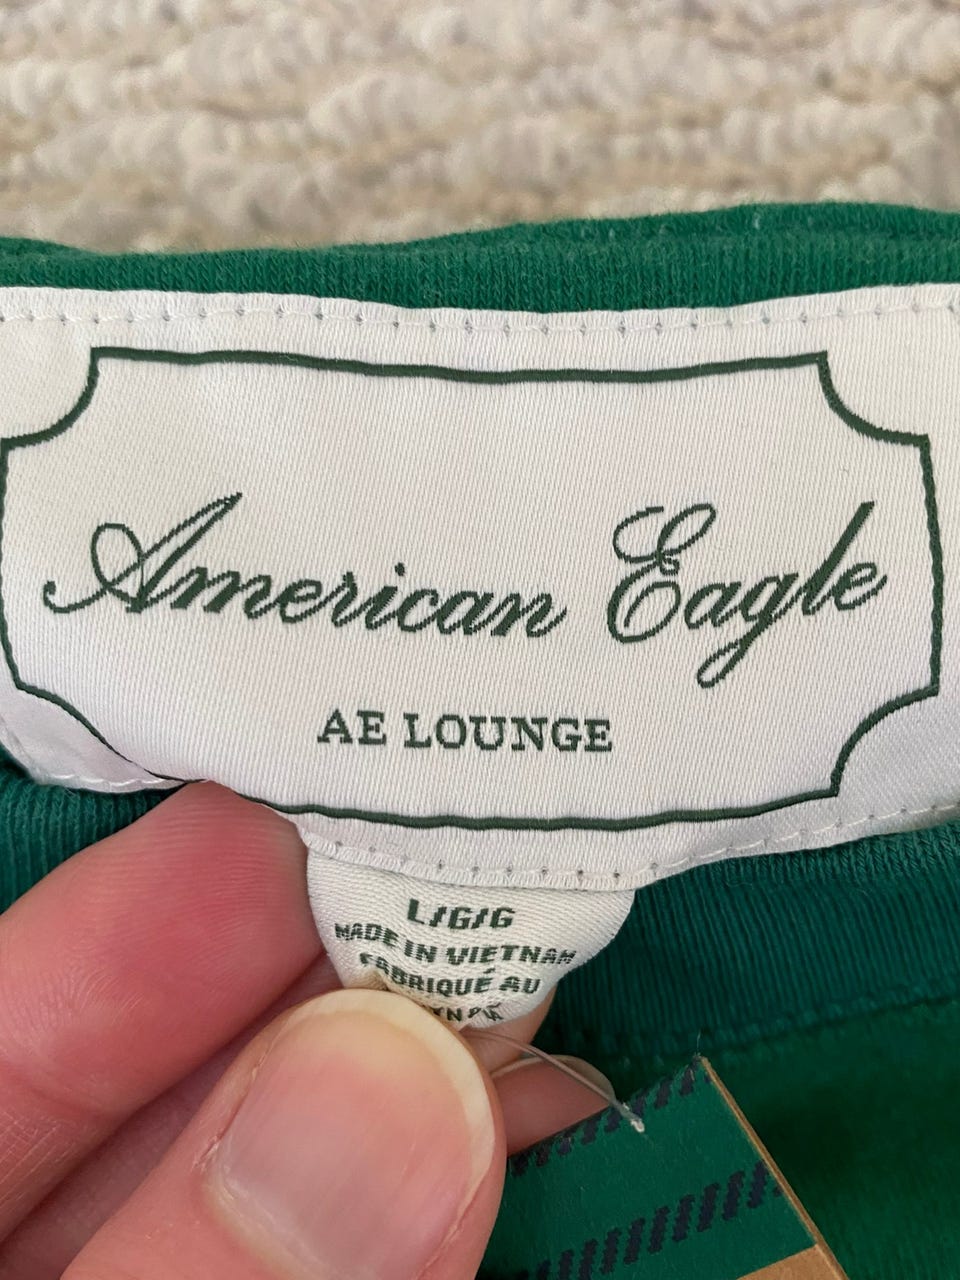 American Eagle
AE LOUNGE
L/G/G
MADE IN VIETNAM
FABRIQUÉ AU